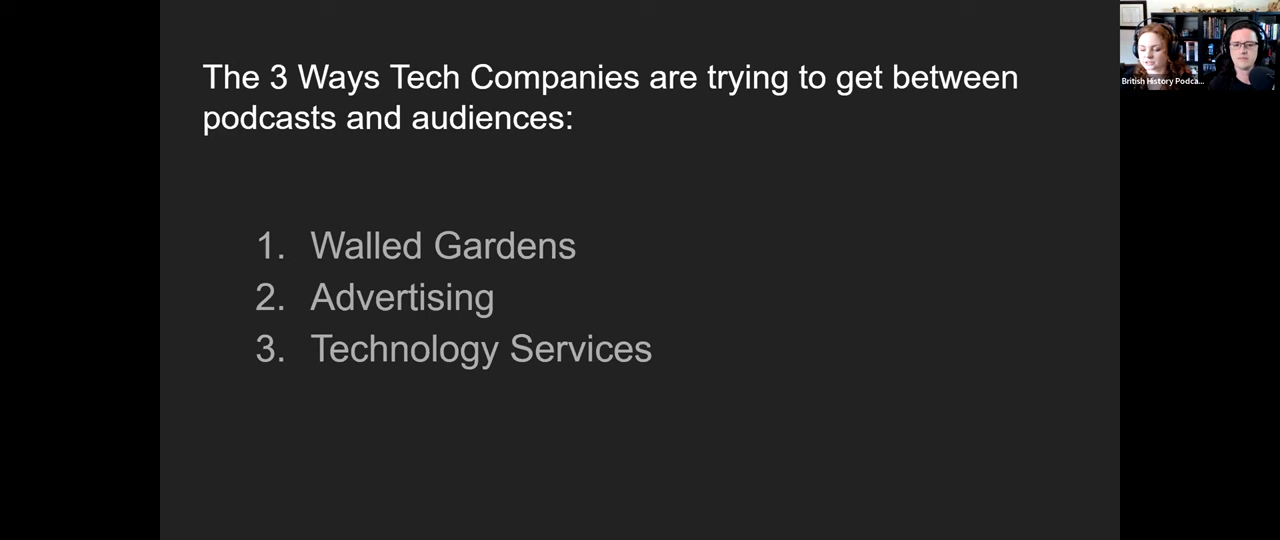 The 3 Ways Tech Companies are trying to get between
podcasts and audiences:
1. Walled Gardens
2. Advertising
3. Technology Services
British History Podca...